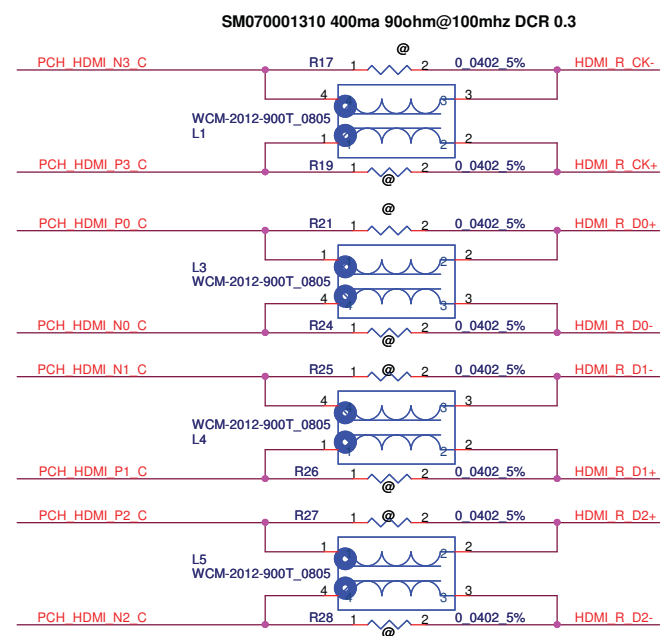 SM070001310 400ma 90ohm@100mhz DCR 0.3
@
PCH_HDMI_N3_C R17 1 2 0_0402_5% HDMI_R_CK-
4 3 3
WCM-2012-900T_0805
L1
1 2 2
PCH_HDMI_P3_C R19 1 2 0_0402_5% HDMI_R_CK+
@
@
PCH_HDMI_P0_C R21 1 2 0_0402_5% HDMI_R_D0+
1 2 2
L3
WCM-2012-900T_0805
4 3 3
PCH_HDMI_N0_C R24 1 2 0_0402_5% HDMI_R_D0-
@
PCH_HDMI_N1_C R25 1 @ 2 0_0402_5% HDMI_R_D1-
4 3 3
WCM-2012-900T_0805
L4
1 2 2
PCH_HDMI_P1_C R26 1 2 0_0402_5% HDMI_R_D1+
@
PCH_HDMI_P2_C R27 1 @ 2 0_0402_5% HDMI_R_D2+
1 2 2
L5
WCM-2012-900T_0805
4 3 3
PCH_HDMI_N2_C R28 1 2 0_0402_5% HDMI_R_D2-
@